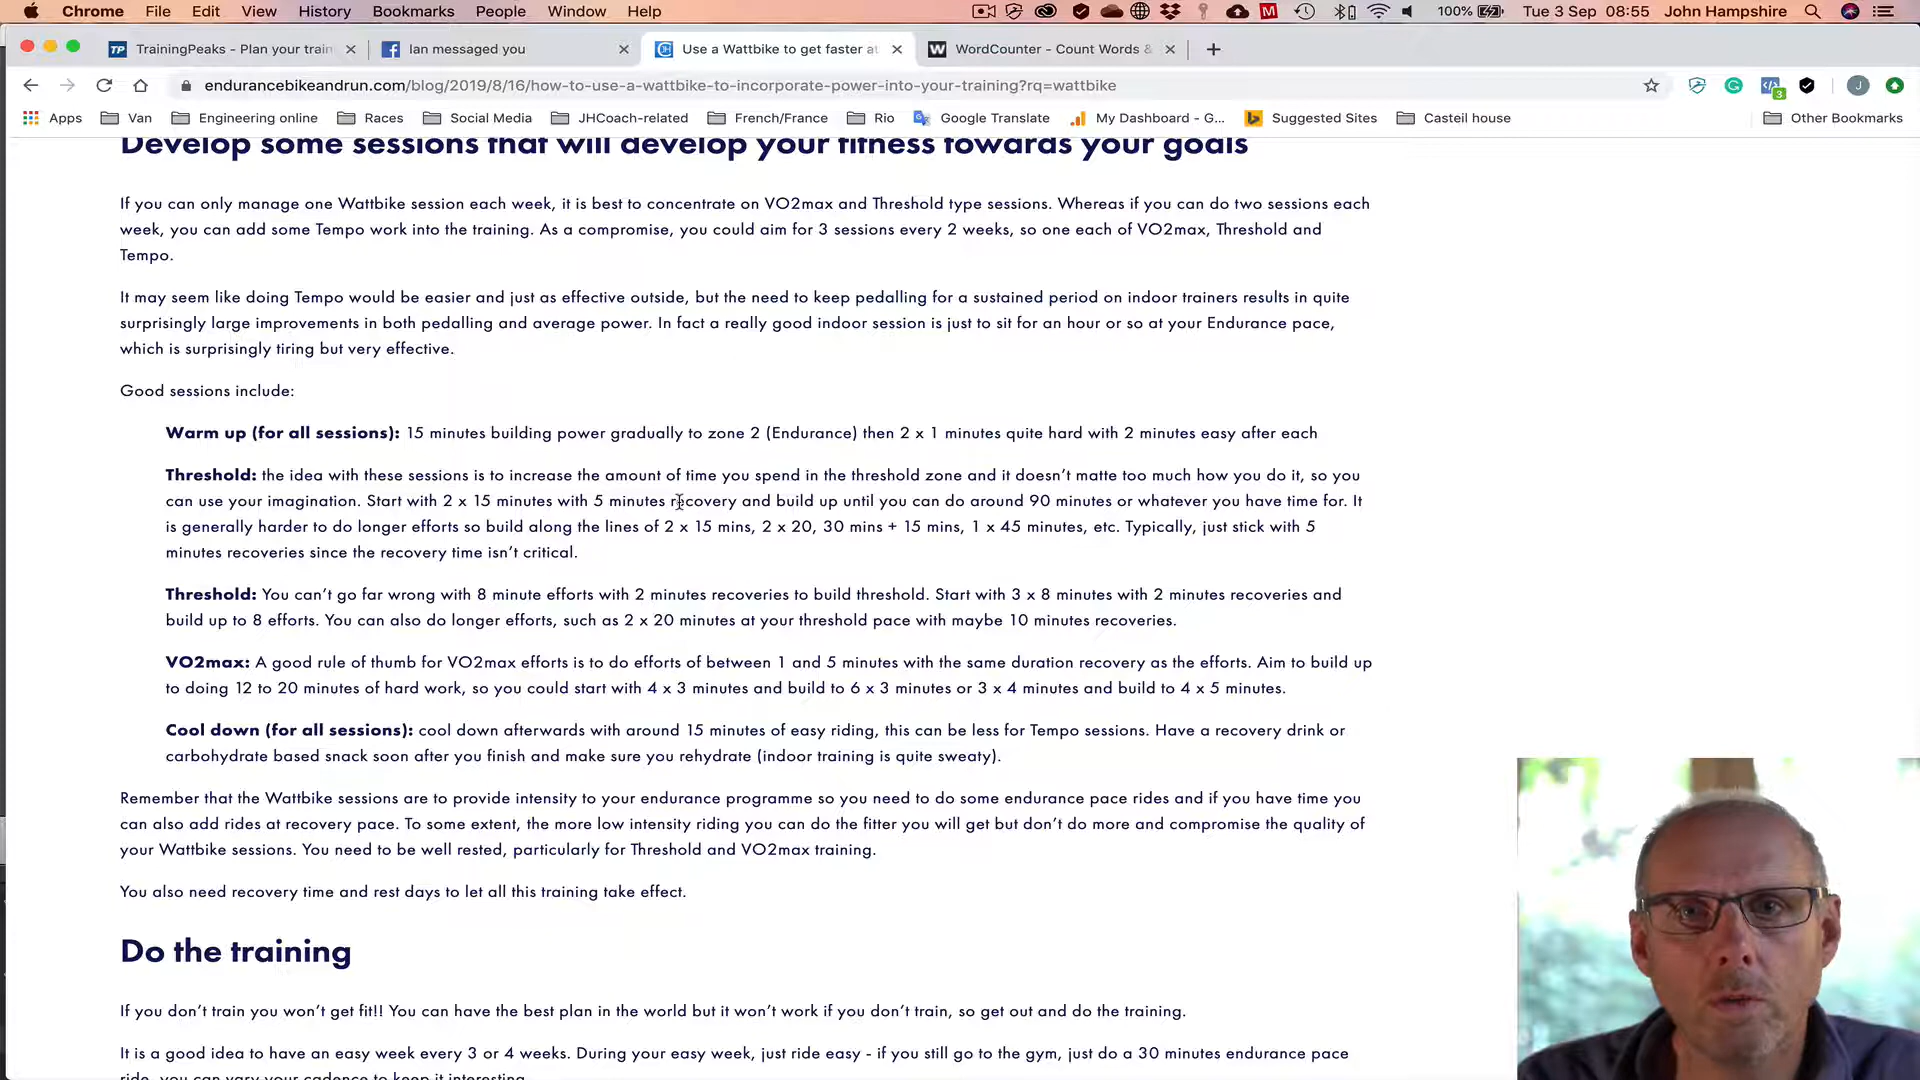 Chrome File Edit View History Bookmarks People Window Help 100% Tue 3 Sep 08:55 John Hampshire
TrainingPeaks - Plan your train Ian messaged you Use a Wattbike to get faster at WordCounter - Count Words &
endurancebikeandrun.com/blog/2019/8/16/how-to-use-a-wattbike-to-incorporate-power-into-your-training?rq=wattbike
Apps Van Engineering online Races Social Media JHCoach-related French/France Rio Google Translate My Dashboard - G... Suggested Sites Casteil house Other Bookmarks
Develop some sessions that will develop your fitness towards your goals
If you can only manage one Wattbike session each week, it is best to concentrate on VO2max and Threshold type sessions. Whereas if you can do two sessions each
week, you can add some Tempo work into the training. As a compromise, you could aim for 3 sessions every 2 weeks, so one each of VO2max, Threshold and
Tempo.
It may seem like doing Tempo would be easier and just as effective outside, but the need to keep pedalling for a sustained period on indoor trainers results in quite
surprisingly large improvements in both pedalling and average power. In fact a really good indoor session is just to sit for an hour or so at your Endurance pace,
which is surprisingly tiring but very effective.
Good sessions include:
Warm up (for all sessions): 15 minutes building power gradually to zone 2 (Endurance) then 2 x 1 minutes quite hard with 2 minutes easy after each
Threshold: the idea with these sessions is to increase the amount of time you spend in the threshold zone and it doesn't matte too much how you do it, so you
can use your imagination. Start with 2 x 15 minutes with 5 minutes recovery and build up until you can do around 90 minutes or whatever you have time for. It
is generally harder to do longer efforts so build along the lines of 2 x 15 mins, 2 x 20, 30 mins + 15 mins, 1 x 45 minutes, etc. Typically, just stick with 5
minutes recoveries since the recovery time isn't critical.
Threshold: You can't go far wrong with 8 minute efforts with 2 minutes recoveries to build threshold. Start with 3 x 8 minutes with 2 minutes recoveries and
build up to 8 efforts. You can also do longer efforts, such as 2 x 20 minutes at your threshold pace with maybe 10 minutes recoveries.
VO2max: A good rule of thumb for VO2max efforts is to do efforts of between 1 and 5 minutes with the same duration recovery as the efforts. Aim to build up
to doing 12 to 20 minutes of hard work, so you could start with 4 x 3 minutes and build to 6 x 3 minutes or 3 x 4 minutes and build to 4 x 5 minutes.
Cool down (for all sessions): cool down afterwards with around 15 minutes of easy riding, this can be less for Tempo sessions. Have a recovery drink or
carbohydrate based snack soon after you finish and make sure you rehydrate (indoor training is quite sweaty).
Remember that the Wattbike sessions are to provide intensity to your endurance programme so you need to do some endurance pace rides and if you have time you
can also add rides at recovery pace. To some extent, the more low intensity riding you can do the fitter you will get but don't do more and compromise the quality of
your Wattbike sessions. You need to be well rested, particularly for Threshold and VO2max training.
You also need recovery time and rest days to let all this training take effect.
Do the training
If you don't train you won't get fit!! You can have the best plan in the world but it won't work if you don't train, so get out and do the training.
It is a good idea to have an easy week every 3 or 4 weeks. During your easy week, just ride easy - if you still go to the gym, just do a 30 minutes endurance pace
ride, you can vary your cadence to keep it interesting.